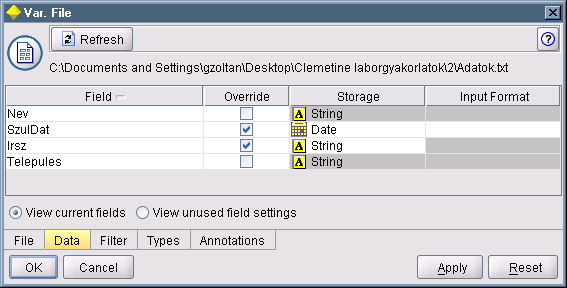 Var. File
Refresh
?
C:\Documents and Settings\gzoltan\Desktop\Clemetine laborgyakorlatok\2\Adatok.txt
Field Override Storage Input Format
Nev A String
SzulDat Date
Irsz A String
Telepules A String
View current fields View unused field settings
File Data Filter Types Annotations
OK Cancel Apply Reset